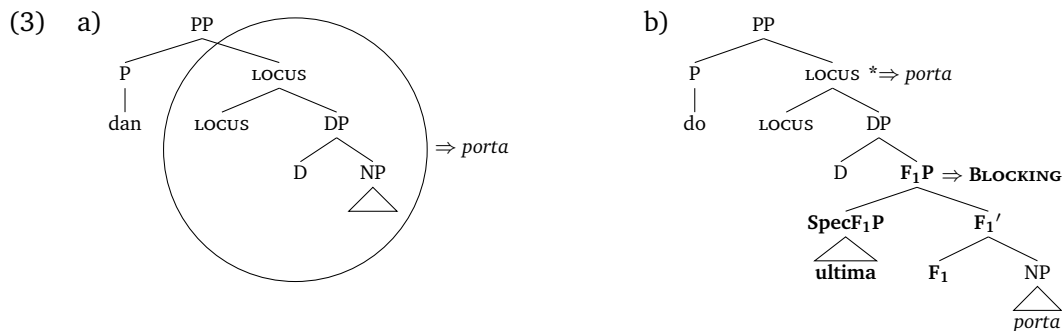 (3) a) PP b) PP
P LOCUS P LOCUS *⇒ porta
dan LOCUS DP do LOCUS DP
⇒ porta
D NP D F₁P ⇒ BLOCKING
SpecF₁P F₁′
ultima F₁ NP
porta